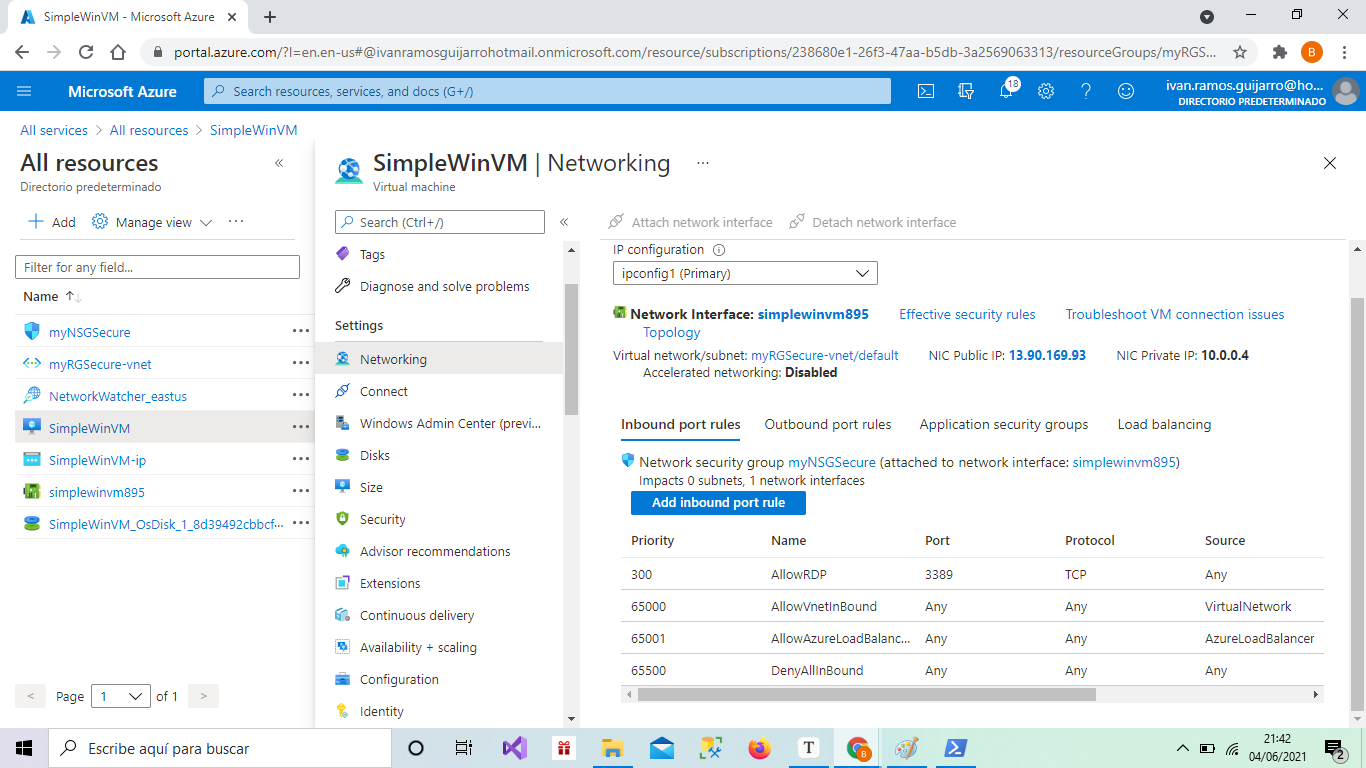 SimpleWinVM - Microsoft Azure
portal.azure.com/?l=en.en-us#@ivanramosguijarrohotmail.onmicrosoft.com/resource/subscriptions/238680e1-26f3-47aa-b5db-3a2569063313/resourceGroups/myRGS...
B
Microsoft Azure
Search resources, services, and docs (G+/)
18
ivan.ramos.guijarro@ho...
DIRECTORIO PREDETERMINADO
All services > All resources > SimpleWinVM
All resources
Directorio predeterminado
Add
Manage view
Filter for any field...
Name
myNSGSecure
myRGSecure-vnet
NetworkWatcher_eastus
SimpleWinVM
SimpleWinVM-ip
simplewinvm895
SimpleWinVM_OsDisk_1_8d39492cbbcf...
< Page 1 of 1 >
SimpleWinVM | Networking
Virtual machine
Search (Ctrl+/)
Tags
Diagnose and solve problems
Settings
Networking
Connect
Windows Admin Center (previ...
Disks
Size
Security
Advisor recommendations
Extensions
Continuous delivery
Availability + scaling
Configuration
Identity
Attach network interface
Detach network interface
IP configuration
ipconfig1 (Primary)
Network Interface: simplewinvm895 Effective security rules Troubleshoot VM connection issues
Topology
Virtual network/subnet: myRGSecure-vnet/default NIC Public IP: 13.90.169.93 NIC Private IP: 10.0.0.4
Accelerated networking: Disabled
Inbound port rules Outbound port rules Application security groups Load balancing
Network security group myNSGSecure (attached to network interface: simplewinvm895)
Impacts 0 subnets, 1 network interfaces
Add inbound port rule
Priority Name Port Protocol Source
300 AllowRDP 3389 TCP Any
65000 AllowVnetInBound Any Any VirtualNetwork
65001 AllowAzureLoadBalanc... Any Any AzureLoadBalancer
65500 DenyAllInBound Any Any Any
Escribe aquí para buscar
T
B
21:42
04/06/2021
2